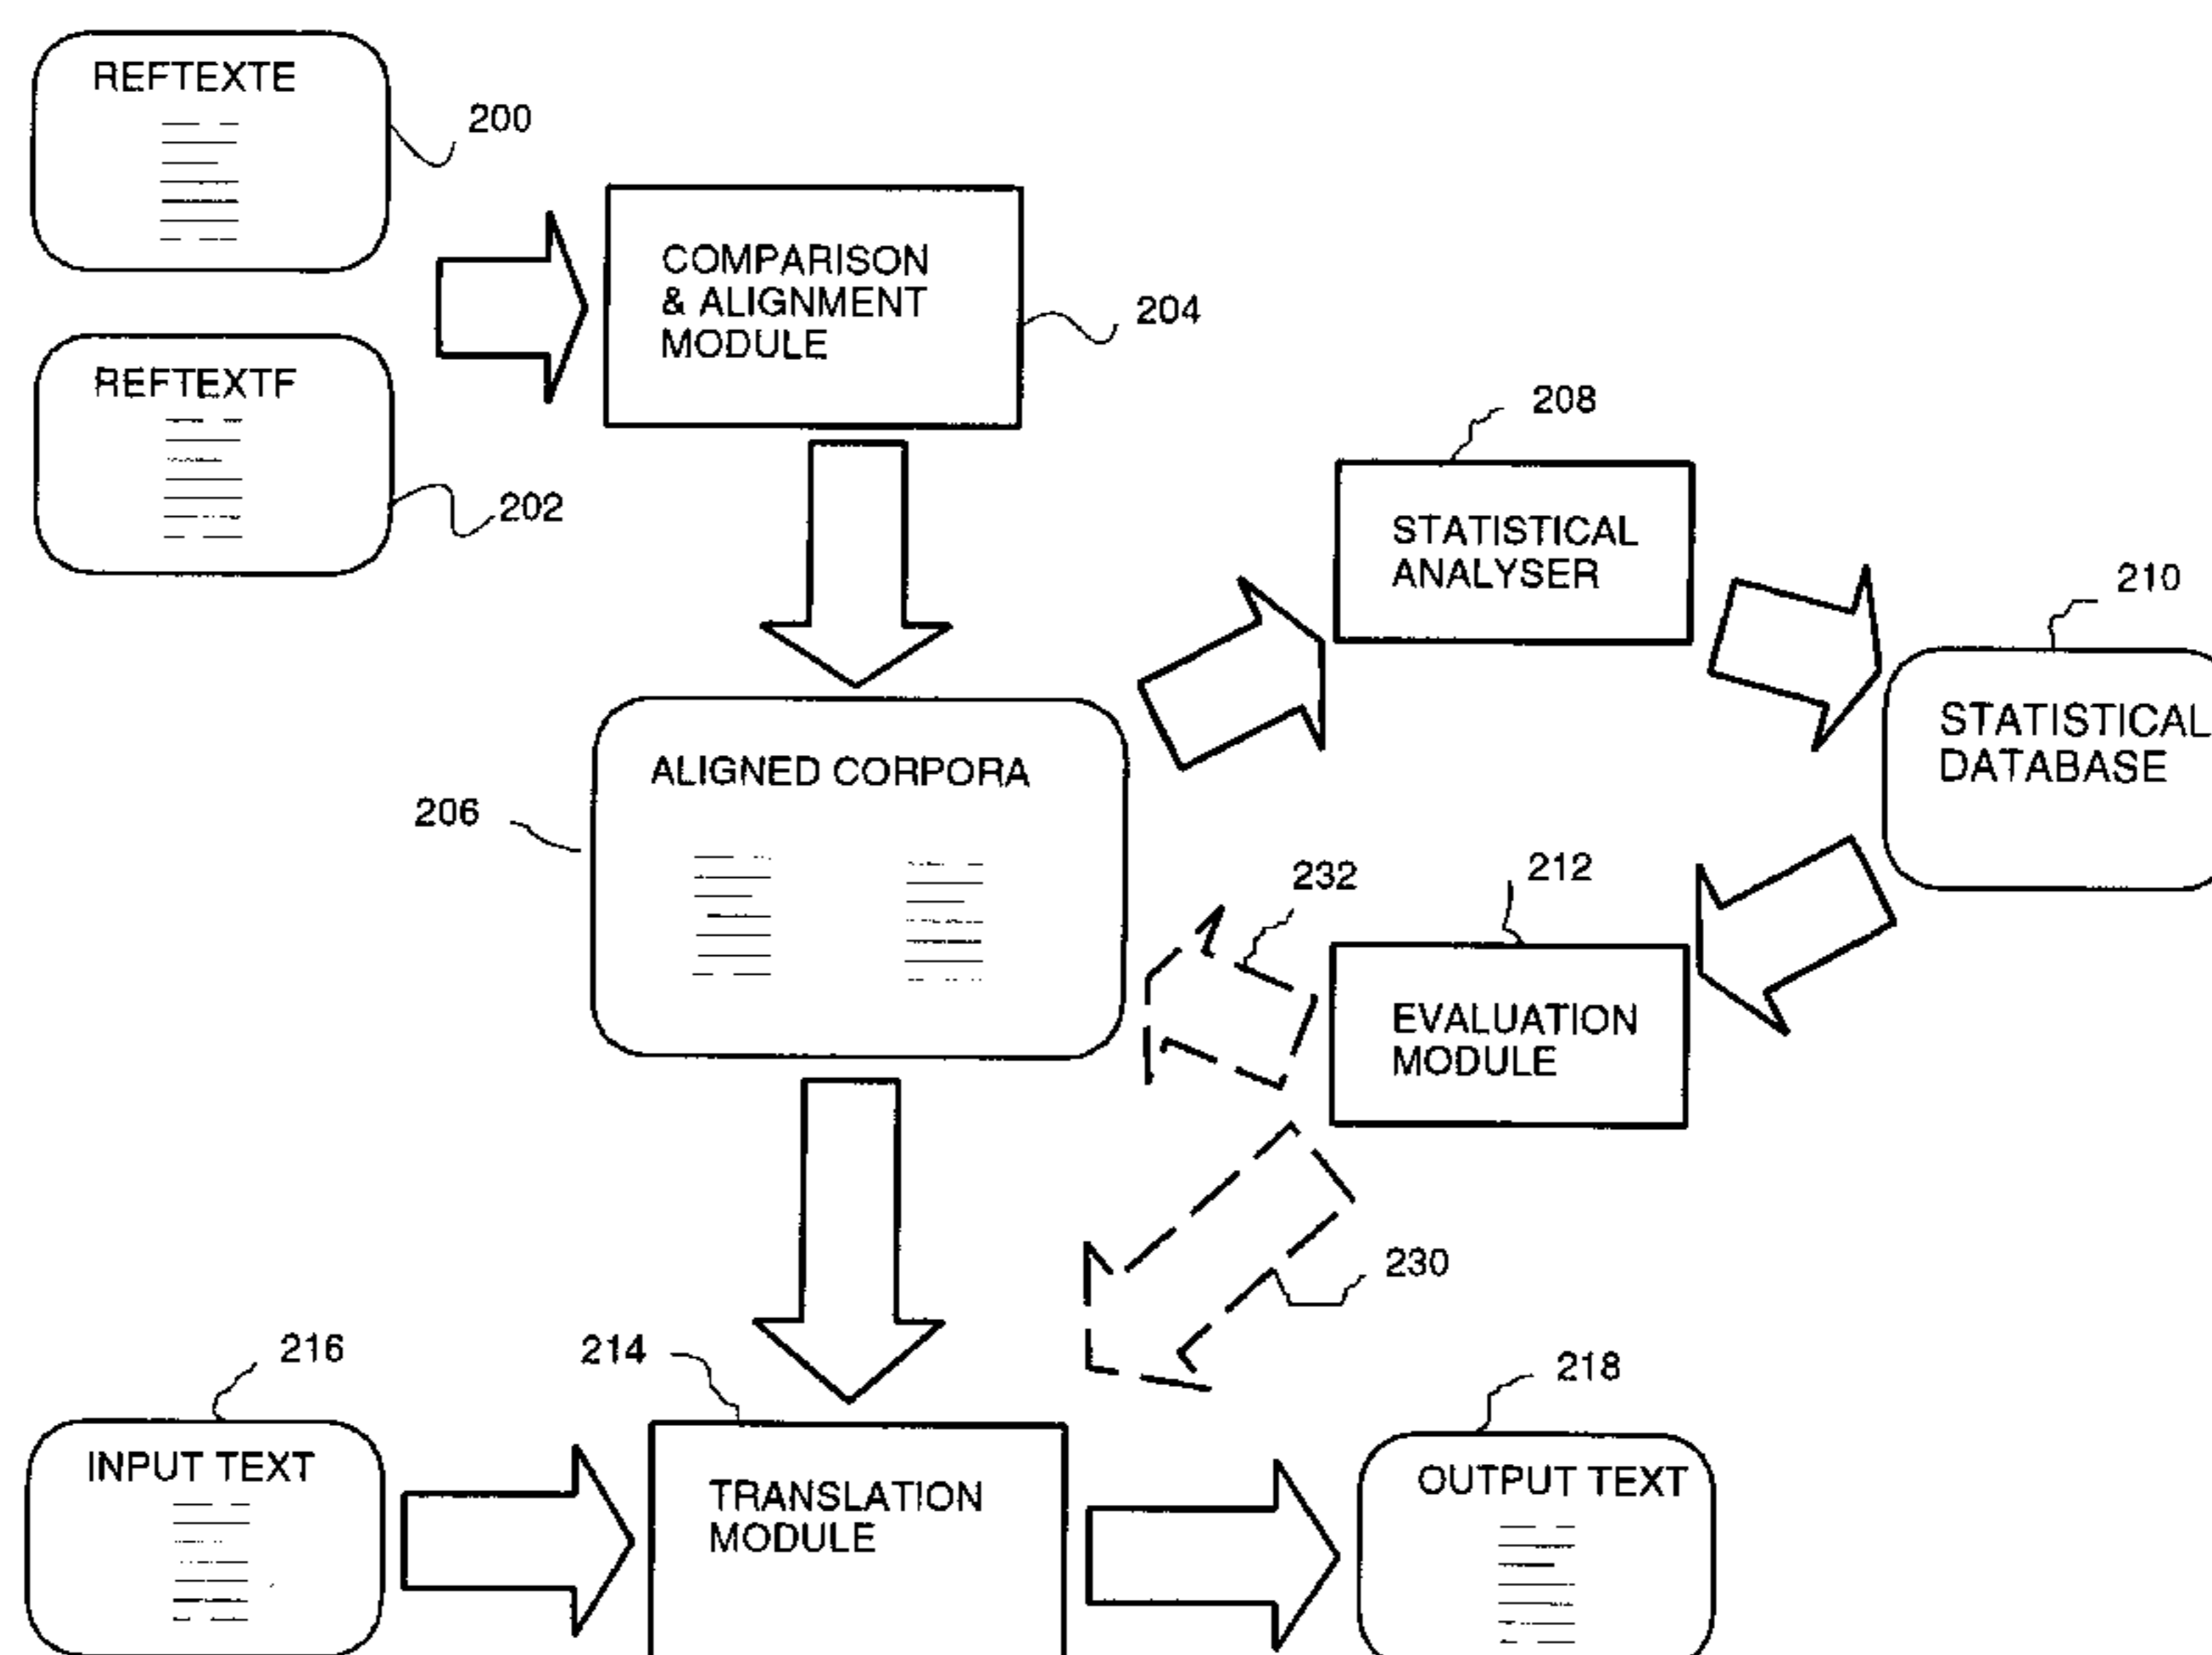 REFTEXTE
200
COMPARISON
& ALIGNMENT
MODULE
204
REFTEXTF
202
208
STATISTICAL
ANALYSER
210
STATISTICAL
DATABASE
ALIGNED CORPORA
206
232
212
EVALUATION
MODULE
230
216
INPUT TEXT
214
TRANSLATION
MODULE
218
OUTPUT TEXT